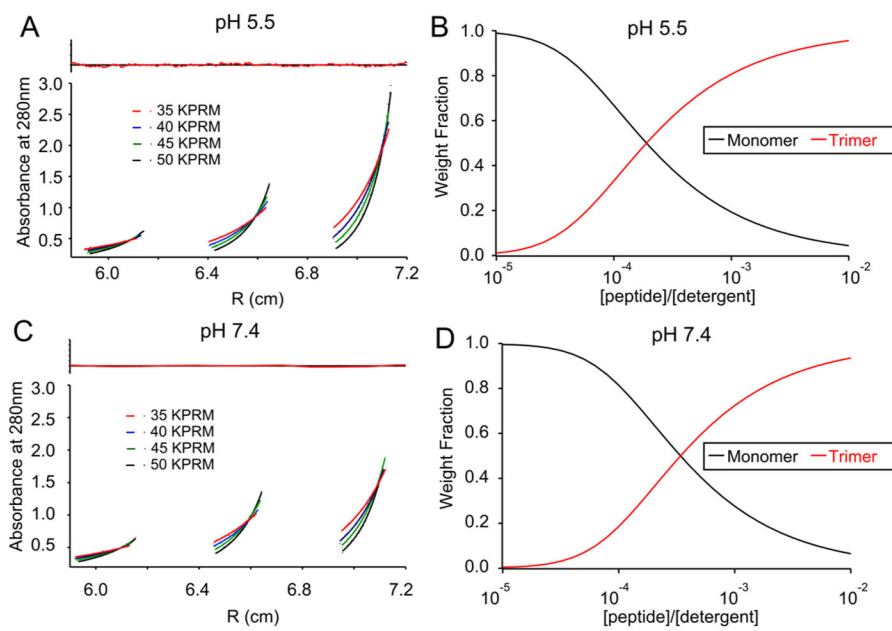 A
pH 5.5
3.0
2.5
2.0
1.5
1.0
0.5
Absorbance at 280nm
35 KPRM
40 KPRM
45 KPRM
50 KPRM
6.0
6.4
6.8
7.2
R (cm)
B
pH 5.5
1.0
0.8
0.6
0.4
0.2
0.0
Weight Fraction
Monomer
Trimer
10-5
10-4
10-3
10-2
[peptide]/[detergent]
C
pH 7.4
3.0
2.5
2.0
1.5
1.0
0.5
Absorbance at 280nm
35 KPRM
40 KPRM
45 KPRM
50 KPRM
6.0
6.4
6.8
7.2
R (cm)
D
pH 7.4
1.0
0.8
0.6
0.4
0.2
0.0
Weight Fraction
Monomer
Trimer
10-5
10-4
10-3
10-2
[peptide]/[detergent]